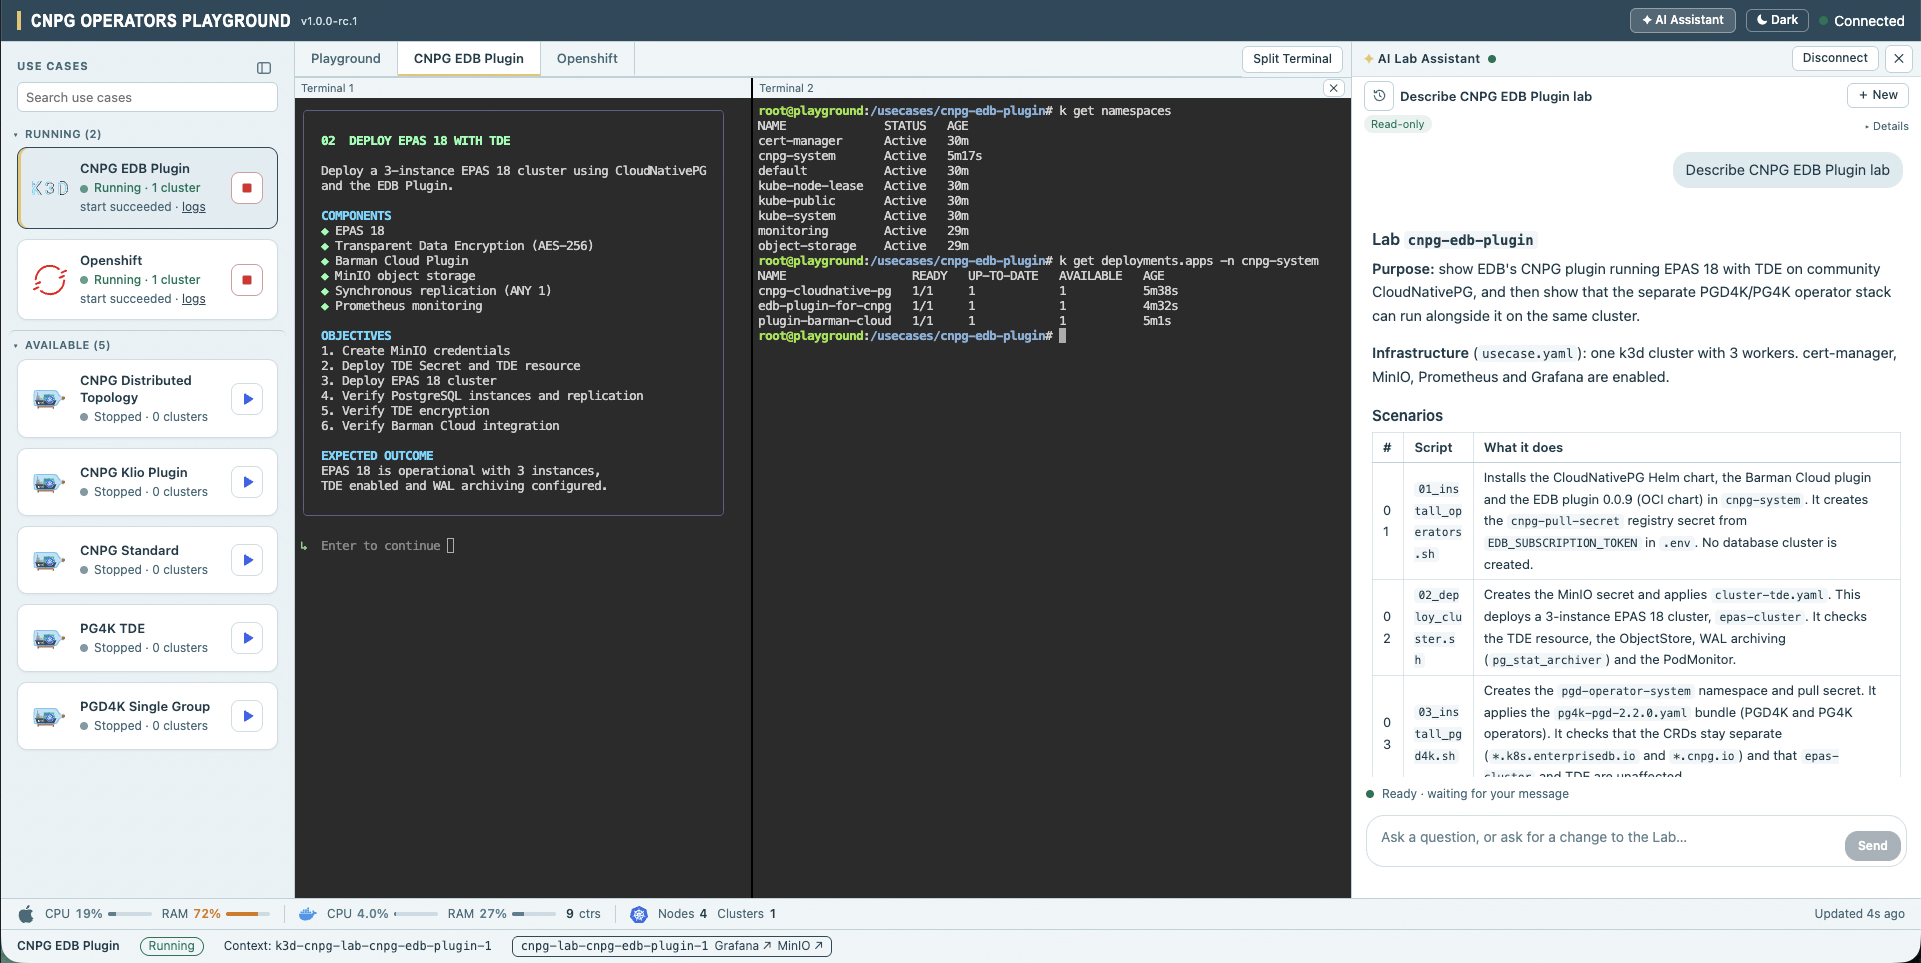 CNPG OPERATORS PLAYGROUND v1.0.0-rc.1
✦ AI Assistant
Dark
Connected
USE CASES
Search use cases
RUNNING (2)
CNPG EDB Plugin
Running · 1 cluster
start succeeded · logs
K3D
Openshift
Running · 1 cluster
start succeeded · logs
AVAILABLE (5)
CNPG Distributed
Topology
Stopped · 0 clusters
CNPG Klio Plugin
Stopped · 0 clusters
CNPG Standard
Stopped · 0 clusters
PG4K TDE
Stopped · 0 clusters
PGD4K Single Group
Stopped · 0 clusters
Playground
CNPG EDB Plugin
Openshift
Split Terminal
Terminal 1
02  DEPLOY EPAS 18 WITH TDE
Deploy a 3-instance EPAS 18 cluster using CloudNativePG
and the EDB Plugin.
COMPONENTS
◆ EPAS 18
◆ Transparent Data Encryption (AES-256)
◆ Barman Cloud Plugin
◆ MinIO object storage
◆ Synchronous replication (ANY 1)
◆ Prometheus monitoring
OBJECTIVES
1. Create MinIO credentials
2. Deploy TDE Secret and TDE resource
3. Deploy EPAS 18 cluster
4. Verify PostgreSQL instances and replication
5. Verify TDE encryption
6. Verify Barman Cloud integration
EXPECTED OUTCOME
EPAS 18 is operational with 3 instances,
TDE enabled and WAL archiving configured.
↳ Enter to continue
Terminal 2
root@playground:/usecases/cnpg-edb-plugin# k get namespaces
NAME STATUS AGE
cert-manager Active 30m
cnpg-system Active 5m17s
default Active 30m
kube-node-lease Active 30m
kube-public Active 30m
kube-system Active 30m
monitoring Active 29m
object-storage Active 29m
root@playground:/usecases/cnpg-edb-plugin# k get deployments.apps -n cnpg-system
NAME READY UP-TO-DATE AVAILABLE AGE
cnpg-cloudnative-pg 1/1 1 1 5m38s
edb-plugin-for-cnpg 1/1 1 1 4m32s
plugin-barman-cloud 1/1 1 1 5m1s
root@playground:/usecases/cnpg-edb-plugin#
✦ AI Lab Assistant
Disconnect
Describe CNPG EDB Plugin lab
+ New
Read-only
Details
Describe CNPG EDB Plugin lab
Lab cnpg-edb-plugin
Purpose: show EDB's CNPG plugin running EPAS 18 with TDE on community
CloudNativePG, and then show that the separate PGD4K/PG4K operator stack
can run alongside it on the same cluster.
Infrastructure (usecase.yaml): one k3d cluster with 3 workers. cert-manager,
MinIO, Prometheus and Grafana are enabled.
Scenarios
# Script What it does
0
1
01_ins
tall_op
erators
.sh
Installs the CloudNativePG Helm chart, the Barman Cloud plugin
and the EDB plugin 0.0.9 (OCI chart) in cnpg-system. It creates
the cnpg-pull-secret registry secret from
EDB_SUBSCRIPTION_TOKEN in .env. No database cluster is
created.
0
2
02_dep
loy_clu
ster.s
h
Creates the MinIO secret and applies cluster-tde.yaml. This
deploys a 3-instance EPAS 18 cluster, epas-cluster. It checks
the TDE resource, the ObjectStore, WAL archiving
(pg_stat_archiver) and the PodMonitor.
0
3
03_ins
tall_pg
d4k.sh
Creates the pgd-operator-system namespace and pull secret. It
applies the pg4k-pgd-2.2.0.yaml bundle (PGD4K and PG4K
operators). It checks that the CRDs stay separate
(*.k8s.enterprisedb.io and *.cnpg.io) and that epas-
cluster and TDE are unaffected
Ready · waiting for your message
Ask a question, or ask for a change to the Lab...
Send
CPU 19% RAM 72%
CPU 4.0% RAM 27% 9 ctrs
Nodes 4 Clusters 1
Updated 4s ago
CNPG EDB Plugin
Running
Context: k3d-cnpg-lab-cnpg-edb-plugin-1
cnpg-lab-cnpg-edb-plugin-1 Grafana ↗ MinIO ↗